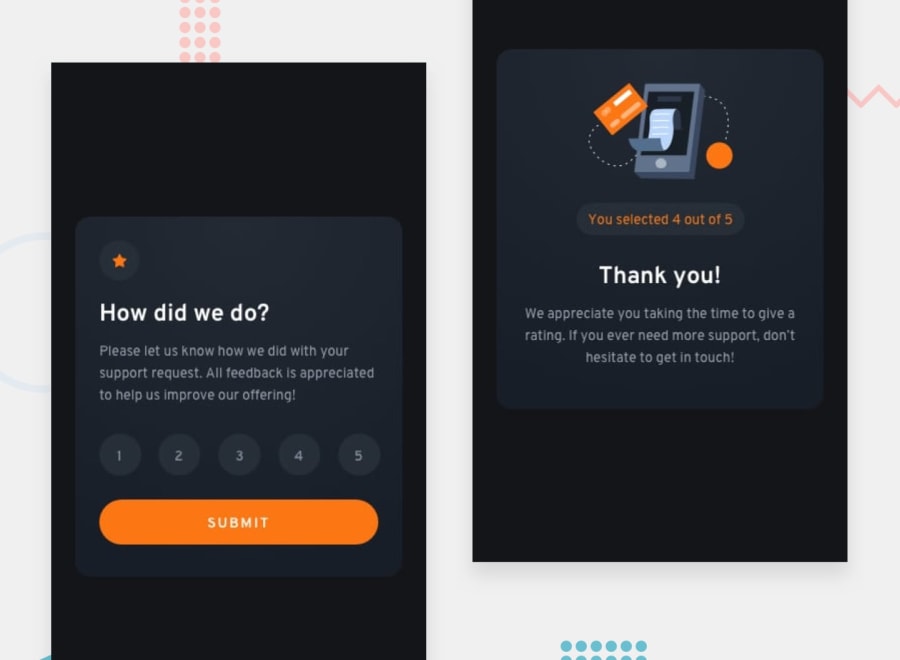 How did we do?
Please let us know how we did with your
support request. All feedback is appreciated
to help us improve our offering!
1 2 3 4 5
SUBMIT
You selected 4 out of 5
Thank you!
We appreciate you taking the time to give a
rating. If you ever need more support, don't
hesitate to get in touch!